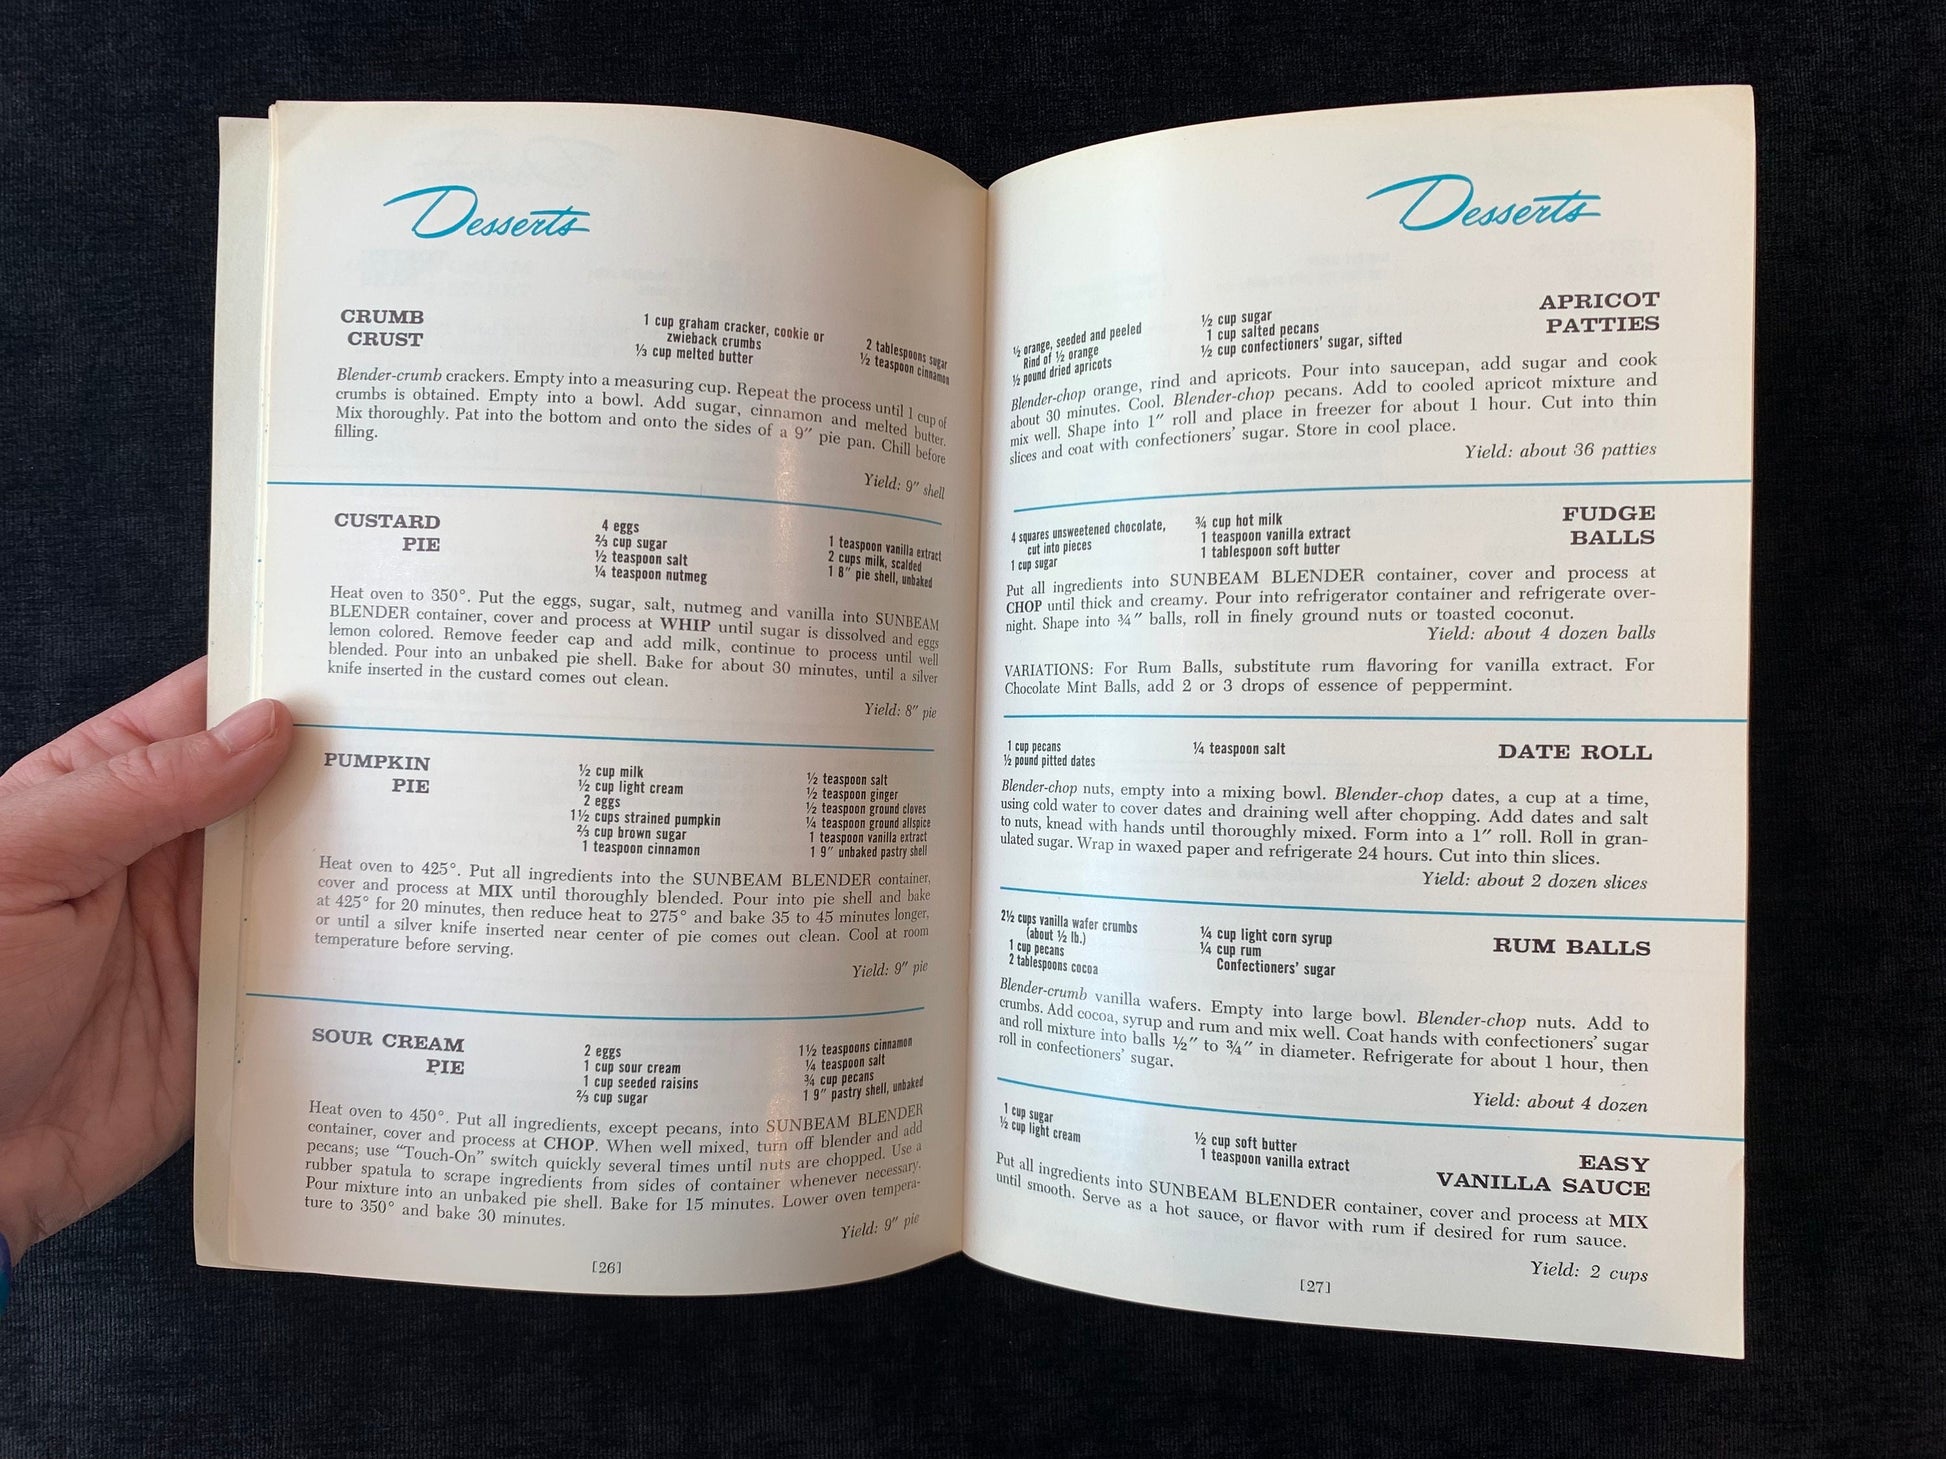 Desserts
CRUMB
CRUST
1 cup graham cracker, cookie or
zwieback crumbs
⅓ cup melted butter
2 tablespoons sugar
½ teaspoon cinnamon
Blender-crumb crackers. Empty into a measuring cup. Repeat the process until 1 cup of
crumbs is obtained. Empty into a bowl. Add sugar, cinnamon and melted butter.
Mix thoroughly. Pat into the bottom and onto the sides of a 9″ pie pan. Chill before
filling.
Yield: 9″ shell
CUSTARD
PIE
4 eggs
⅔ cup sugar
½ teaspoon salt
¼ teaspoon nutmeg
1 teaspoon vanilla extract
2 cups milk, scalded
1 8″ pie shell, unbaked
Heat oven to 350°. Put the eggs, sugar, salt, nutmeg and vanilla into SUNBEAM
BLENDER container, cover and process at WHIP until sugar is dissolved and eggs
lemon colored. Remove feeder cap and add milk, continue to process until well
blended. Pour into an unbaked pie shell. Bake for about 30 minutes, until a silver
knife inserted in the custard comes out clean.
Yield: 8″ pie
PUMPKIN
PIE
½ cup milk
½ cup light cream
2 eggs
1½ cups strained pumpkin
⅔ cup brown sugar
1 teaspoon cinnamon
½ teaspoon salt
½ teaspoon ginger
½ teaspoon ground cloves
¼ teaspoon ground allspice
1 teaspoon vanilla extract
1 9″ unbaked pastry shell
Heat oven to 425°. Put all ingredients into the SUNBEAM BLENDER container,
cover and process at MIX until thoroughly blended. Pour into pie shell and bake
at 425° for 20 minutes, then reduce heat to 275° and bake 35 to 45 minutes longer,
or until a silver knife inserted near center of pie comes out clean. Cool at room
temperature before serving.
Yield: 9″ pie
SOUR CREAM
PIE
2 eggs
1 cup sour cream
1 cup seeded raisins
⅔ cup sugar
1½ teaspoons cinnamon
¼ teaspoon salt
¾ cup pecans
1 9″ pastry shell, unbaked
Heat oven to 450°. Put all ingredients, except pecans, into SUNBEAM BLENDER
container, cover and process at CHOP. When well mixed, turn off blender and add
pecans; use “Touch-On” switch quickly several times until nuts are chopped. Use a
rubber spatula to scrape ingredients from sides of container whenever necessary.
Pour mixture into an unbaked pie shell. Bake for 15 minutes. Lower oven tempera-
ture to 350° and bake 30 minutes.
Yield: 9″ pie
[26]
Desserts
APRICOT
PATTIES
½ orange, seeded and peeled
Rind of ½ orange
½ pound dried apricots
½ cup sugar
1 cup salted pecans
½ cup confectioners’ sugar, sifted
Blender-chop orange, rind and apricots. Pour into saucepan, add sugar and cook
about 30 minutes. Cool. Blender-chop pecans. Add to cooled apricot mixture and
mix well. Shape into 1″ roll and place in freezer for about 1 hour. Cut into thin
slices and coat with confectioners’ sugar. Store in cool place.
Yield: about 36 patties
FUDGE
BALLS
4 squares unsweetened chocolate,
cut into pieces
1 cup sugar
¾ cup hot milk
1 teaspoon vanilla extract
1 tablespoon soft butter
Put all ingredients into SUNBEAM BLENDER container, cover and process at
CHOP until thick and creamy. Pour into refrigerator container and refrigerate over-
night. Shape into ¾″ balls, roll in finely ground nuts or toasted coconut.
Yield: about 4 dozen balls
VARIATIONS: For Rum Balls, substitute rum flavoring for vanilla extract. For
Chocolate Mint Balls, add 2 or 3 drops of essence of peppermint.
DATE ROLL
1 cup pecans
½ pound pitted dates
¼ teaspoon salt
Blender-chop nuts, empty into a mixing bowl. Blender-chop dates, a cup at a time,
using cold water to cover dates and draining well after chopping. Add dates and salt
to nuts, knead with hands until thoroughly mixed. Form into a 1″ roll. Roll in gran-
ulated sugar. Wrap in waxed paper and refrigerate 24 hours. Cut into thin slices.
Yield: about 2 dozen slices
RUM BALLS
2½ cups vanilla wafer crumbs
(about ½ lb.)
1 cup pecans
2 tablespoons cocoa
¼ cup light corn syrup
¼ cup rum
Confectioners’ sugar
Blender-crumb vanilla wafers. Empty into large bowl. Blender-chop nuts. Add to
crumbs. Add cocoa, syrup and rum and mix well. Coat hands with confectioners’ sugar
and roll mixture into balls ½″ to ¾″ in diameter. Refrigerate for about 1 hour, then
roll in confectioners’ sugar.
Yield: about 4 dozen
EASY
VANILLA SAUCE
1 cup sugar
½ cup light cream
½ cup soft butter
1 teaspoon vanilla extract
Put all ingredients into SUNBEAM BLENDER container, cover and process at MIX
until smooth. Serve as a hot sauce, or flavor with rum if desired for rum sauce.
Yield: 2 cups
[27]